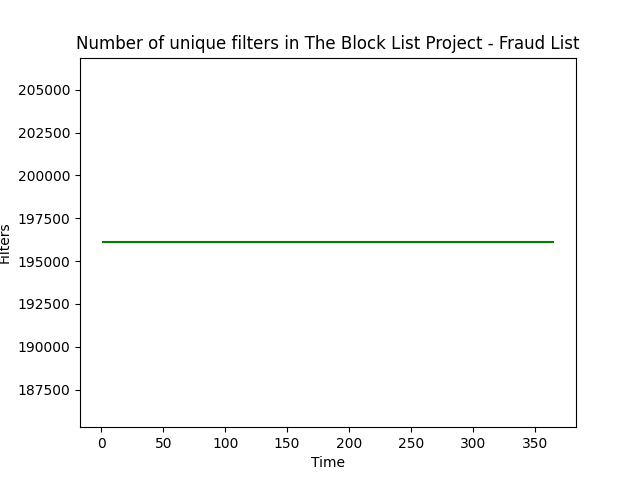 Number of unique filters in The Block List Project - Fraud List
205000
202500
200000
197500
195000
192500
190000
187500
Filters
0 50 100 150 200 250 300 350
Time